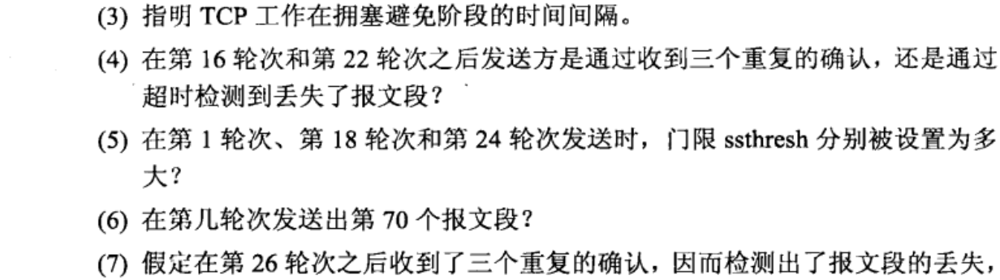 (3) 指明 TCP 工作在拥塞避免阶段的时间间隔。
(4) 在第 16 轮次和第 22 轮次之后发送方是通过收到三个重复的确认，还是通过
超时检测到丢失了报文段？
(5) 在第 1 轮次、第 18 轮次和第 24 轮次发送时，门限 ssthresh 分别被设置为多
大？
(6) 在第几轮次发送出第 70 个报文段？
(7) 假定在第 26 轮次之后收到了三个重复的确认，因而检测出了报文段的丢失，